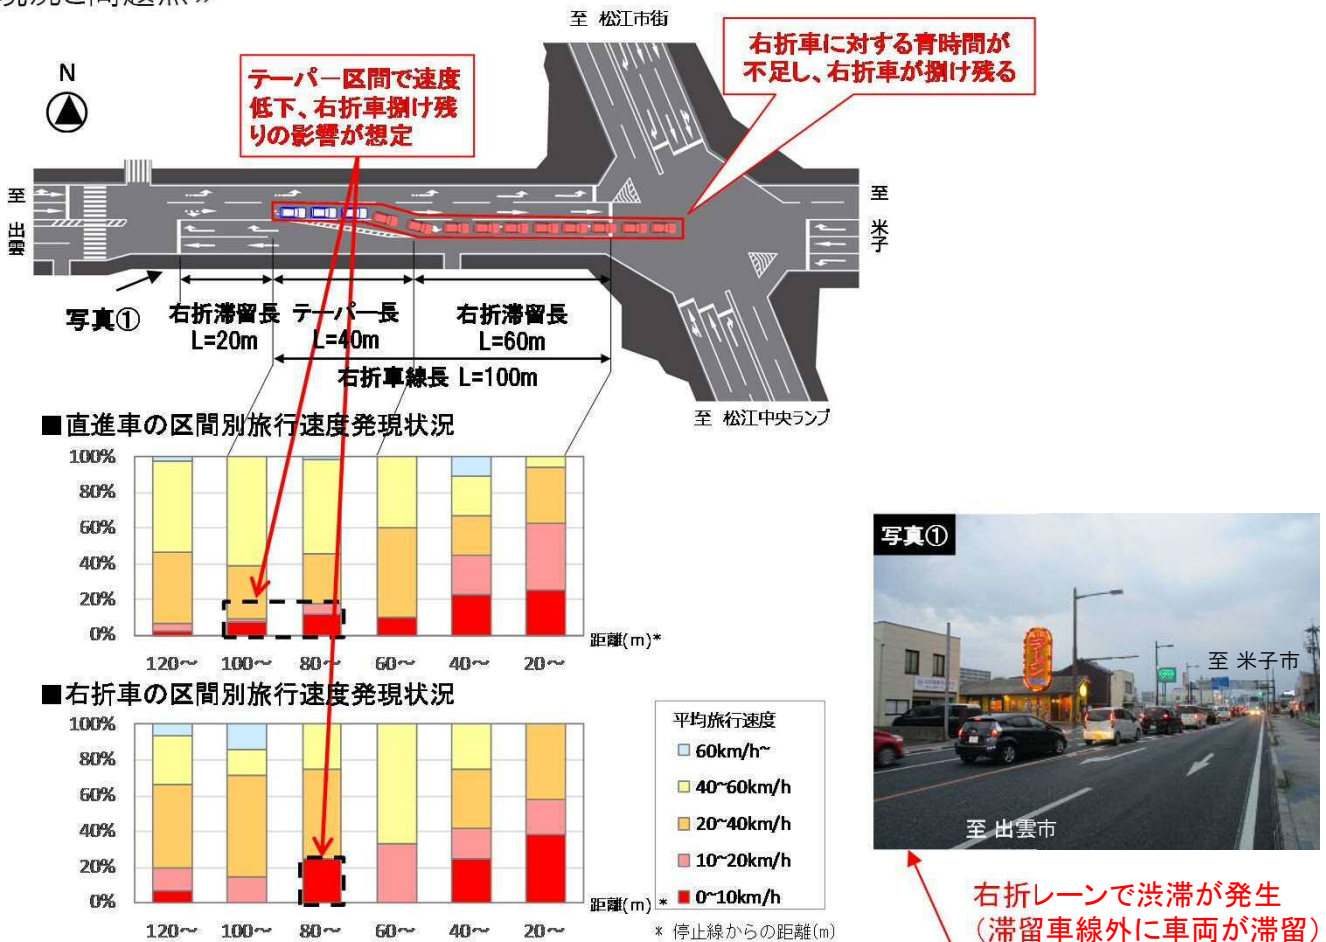 現況と問題点》
至 松江市街
N
テーパー区間で速度
低下、右折車捌け残
りの影響が想定
右折車に対する青時間が
不足し、右折車が捌け残る
至 出雲
至 米子
写真①
右折滞留長
L=20m
テーパー長
L=40m
右折滞留長
L=60m
右折車線長 L=100m
至 松江中央ランプ
■直進車の区間別旅行速度発現状況
100%
80%
60%
40%
20%
0%
距離(m)*
120~ 100~ 80~ 60~ 40~ 20~
■右折車の区間別旅行速度発現状況
100%
80%
60%
40%
20%
0%
距離(m)*
120~ 100~ 80~ 60~ 40~ 20~
平均旅行速度
60km/h~
40~60km/h
20~40km/h
10~20km/h
0~10km/h
* 停止線からの距離(m)
写真①
至 米子市
ラーメン
至 出雲市
右折レーンで渋滞が発生
(滞留車線外に車両が滞留)